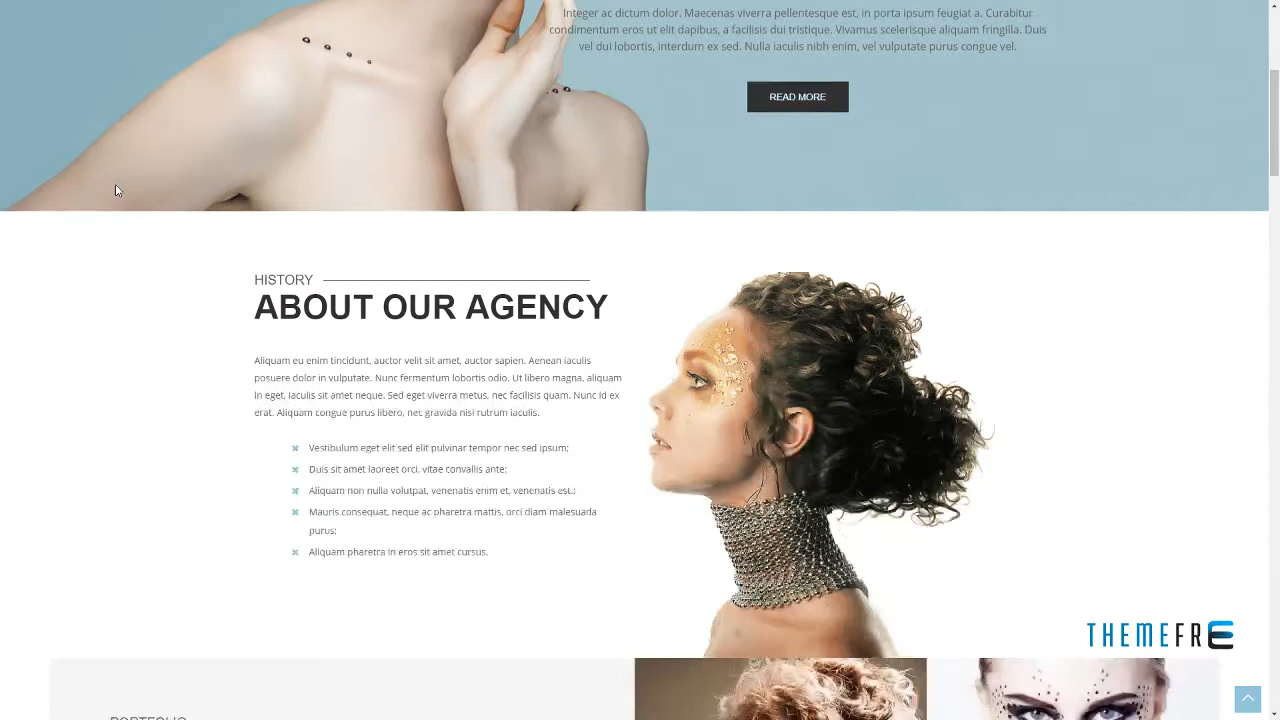 Integer ac dictum dolor. Maecenas viverra pellentesque est, in porta ipsum feugiat a. Curabitur
condimentum eros ut elit dapibus, a facilisis dui tristique. Vivamus scelerisque aliquam fringilla. Duis
vel dui lobortis, interdum ex sed. Nulla iaculis nibh enim, vel vulputate purus congue vel.
READ MORE
HISTORY
ABOUT OUR AGENCY
Aliquam eu enim tincidunt, auctor velit sit amet, auctor sapien. Aenean iaculis
posuere dolor in vulputate. Nunc fermentum lobortis odio. Ut libero magna, aliquam
in eget, iaculis sit amet neque. Sed eget viverra metus, nec facilisis quam. Nunc id ex
erat. Aliquam congue purus libero, nec gravida nisi rutrum iaculis.
Vestibulum eget elit sed elit pulvinar tempor nec sed ipsum;
Duis sit amet laoreet orci, vitae convallis ante;
Aliquam non nulla volutpat, venenatis enim et, venenatis est.;
Mauris consequat, neque ac pharetra mattis, orci diam malesuada
purus;
Aliquam pharetra in eros sit amet cursus.
THEMEFRE
PORTFOLIO